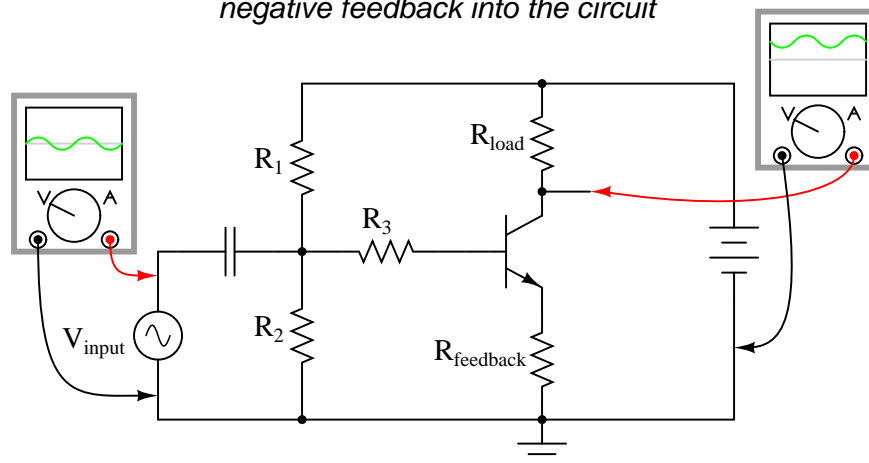 negative feedback into the circuit
V A
R1
Rload
V A
R3
Vinput
R2
Rfeedback